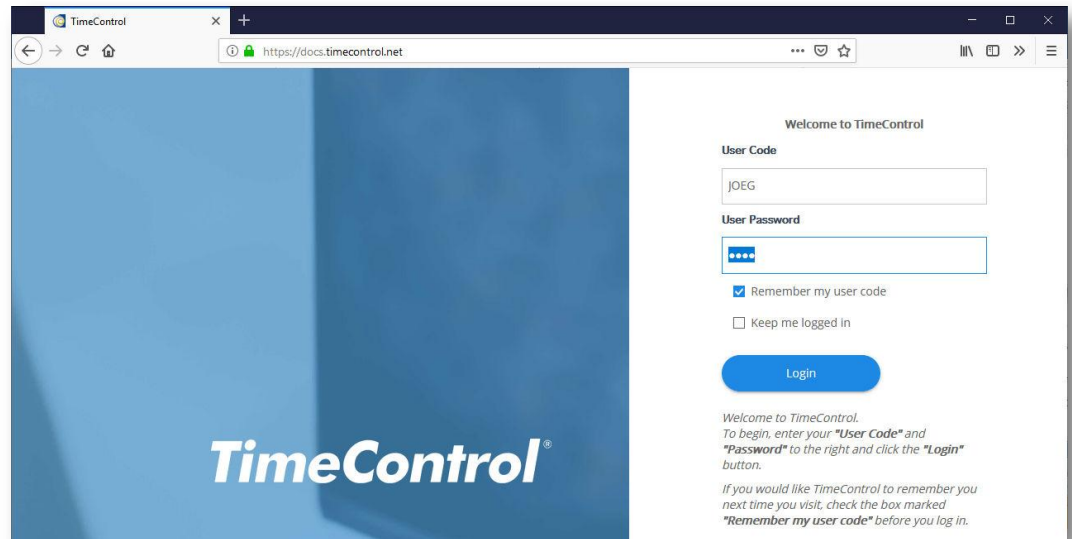 TimeControl
https://docs.timecontrol.net
Welcome to TimeControl
User Code
JOEG
User Password
••••
Remember my user code
Keep me logged in
Login
Welcome to TimeControl.
To begin, enter your "User Code" and
"Password" to the right and click the "Login"
button.
If you would like TimeControl to remember you
next time you visit, check the box marked
"Remember my user code" before you log in.
TimeControl®